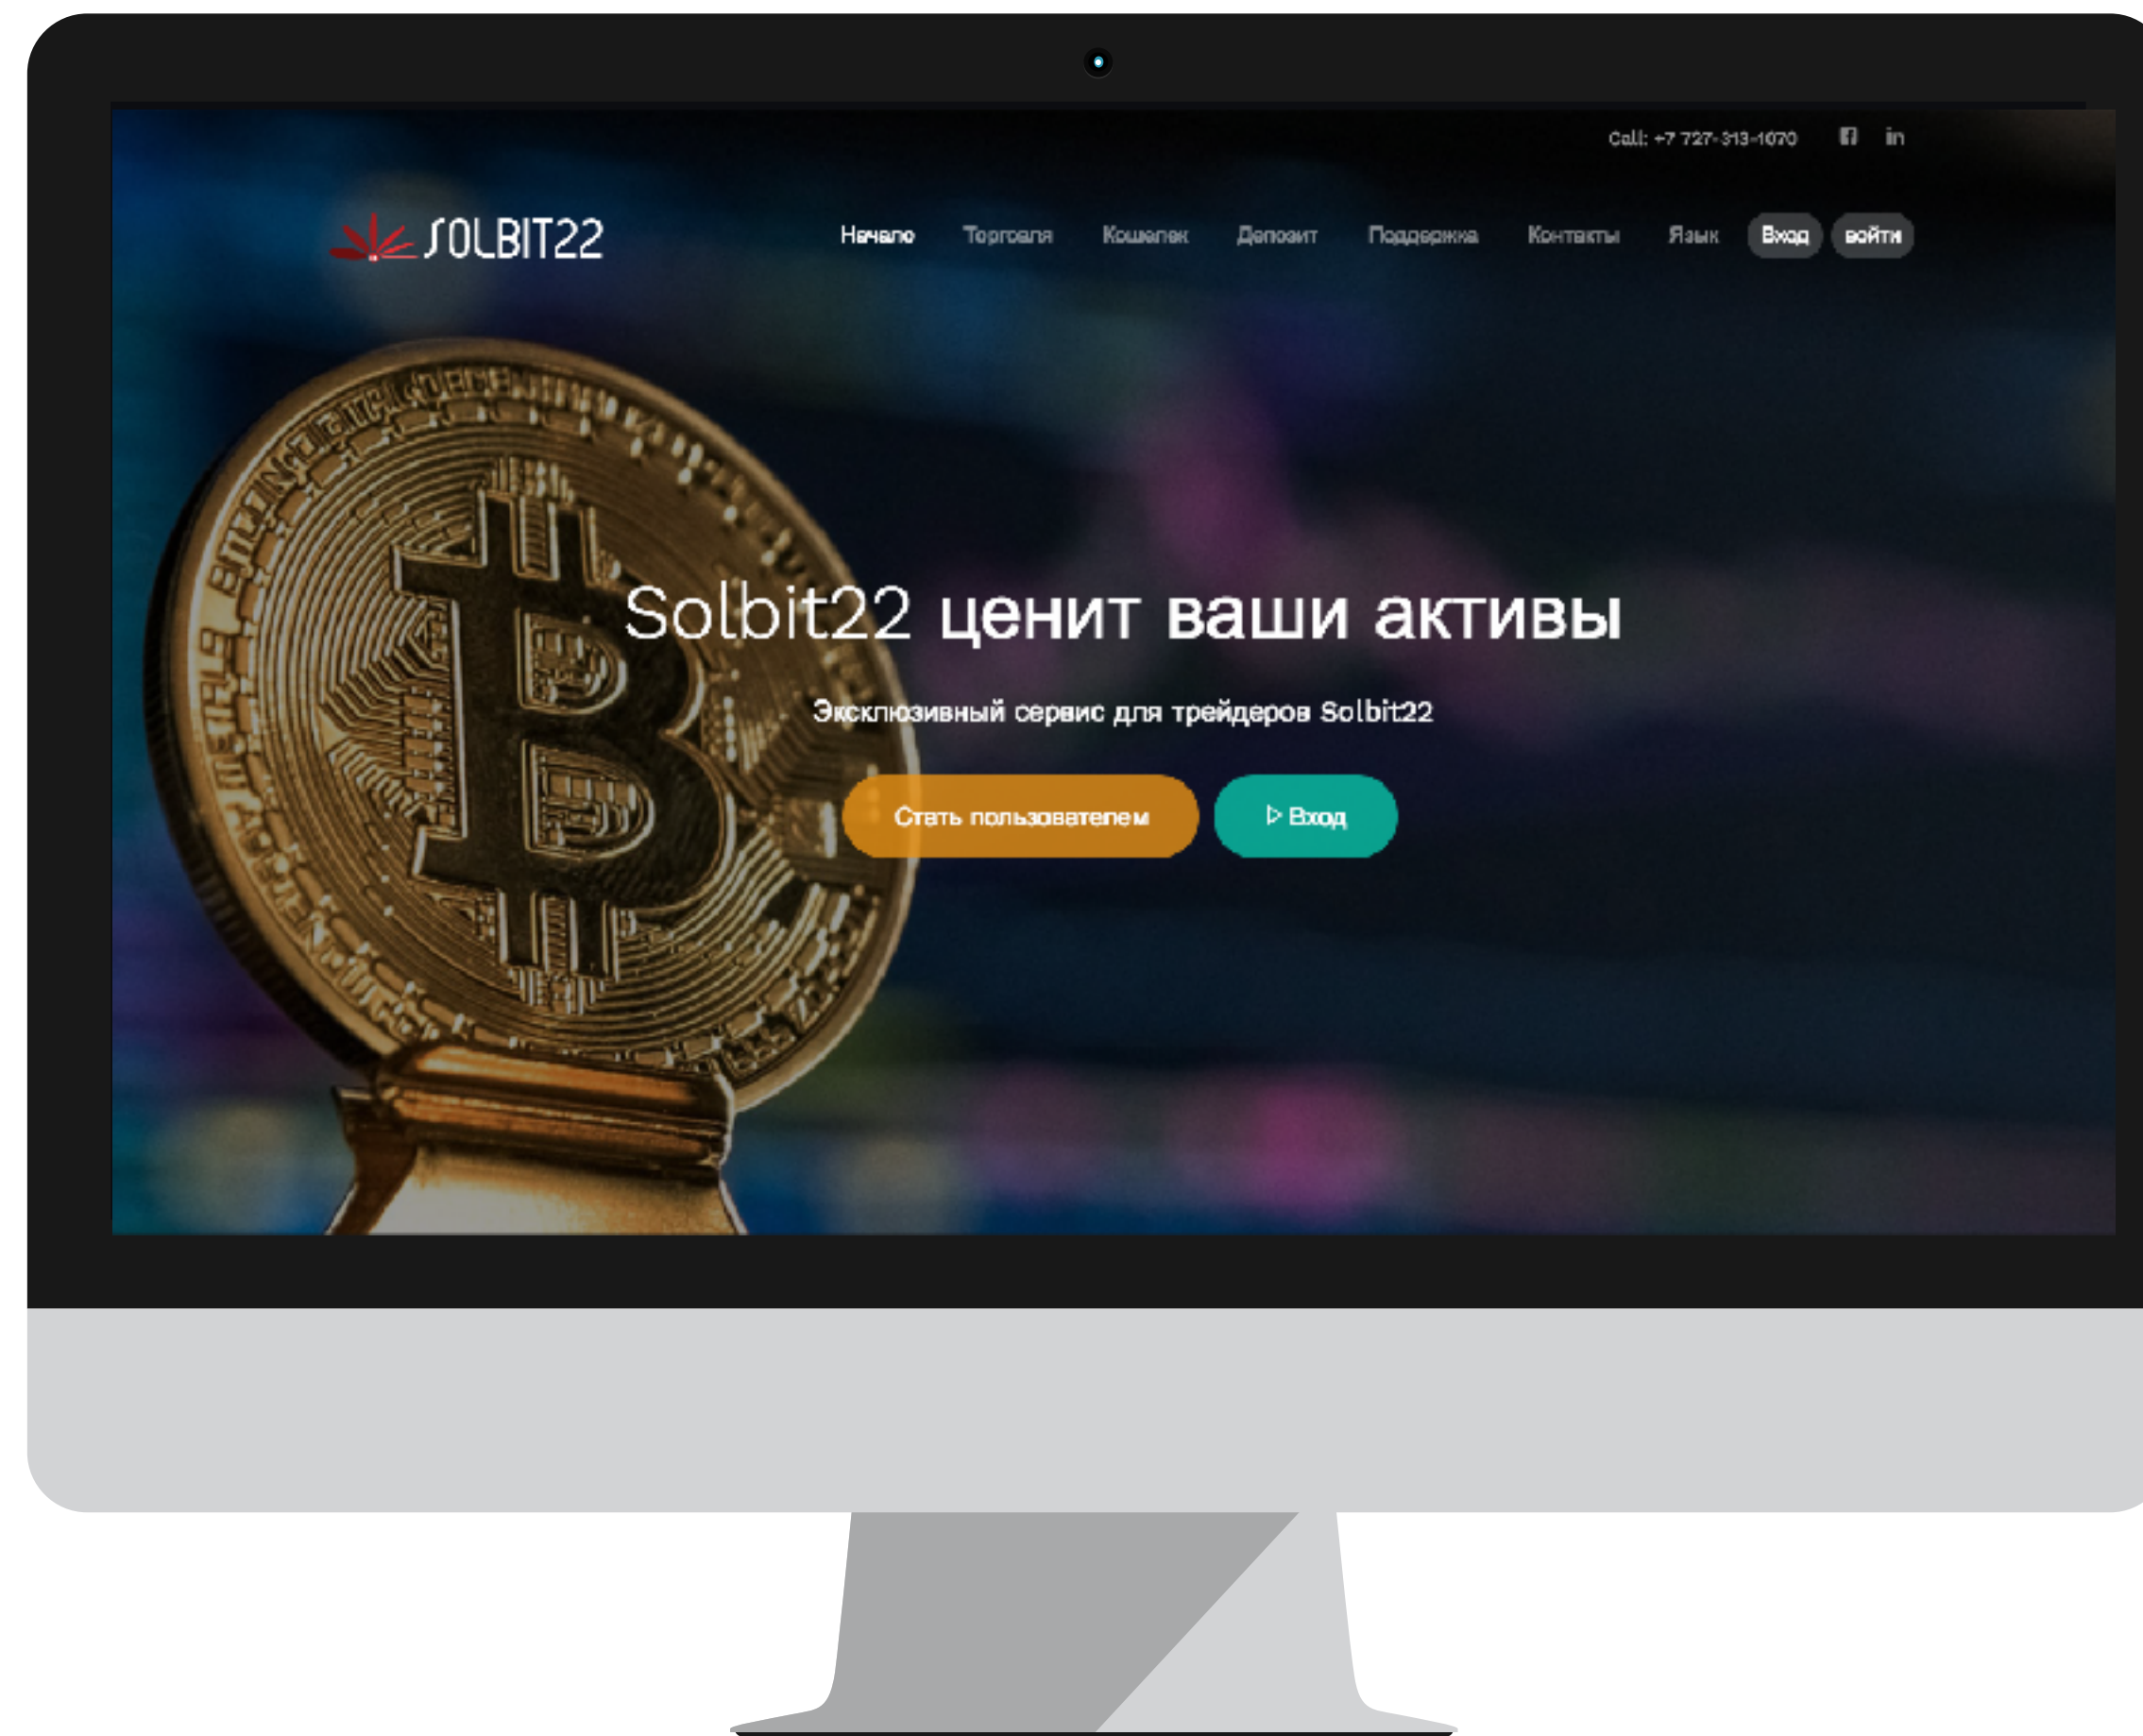 Call: +7 727-313-1070
SOLBIT22
Начало Торговля Кошелек Депозит Поддержка Контакты Язык Вход войти
Solbit22 ценит ваши активы
Эксклюзивный сервис для трейдеров Solbit22
Стать пользователем Вход